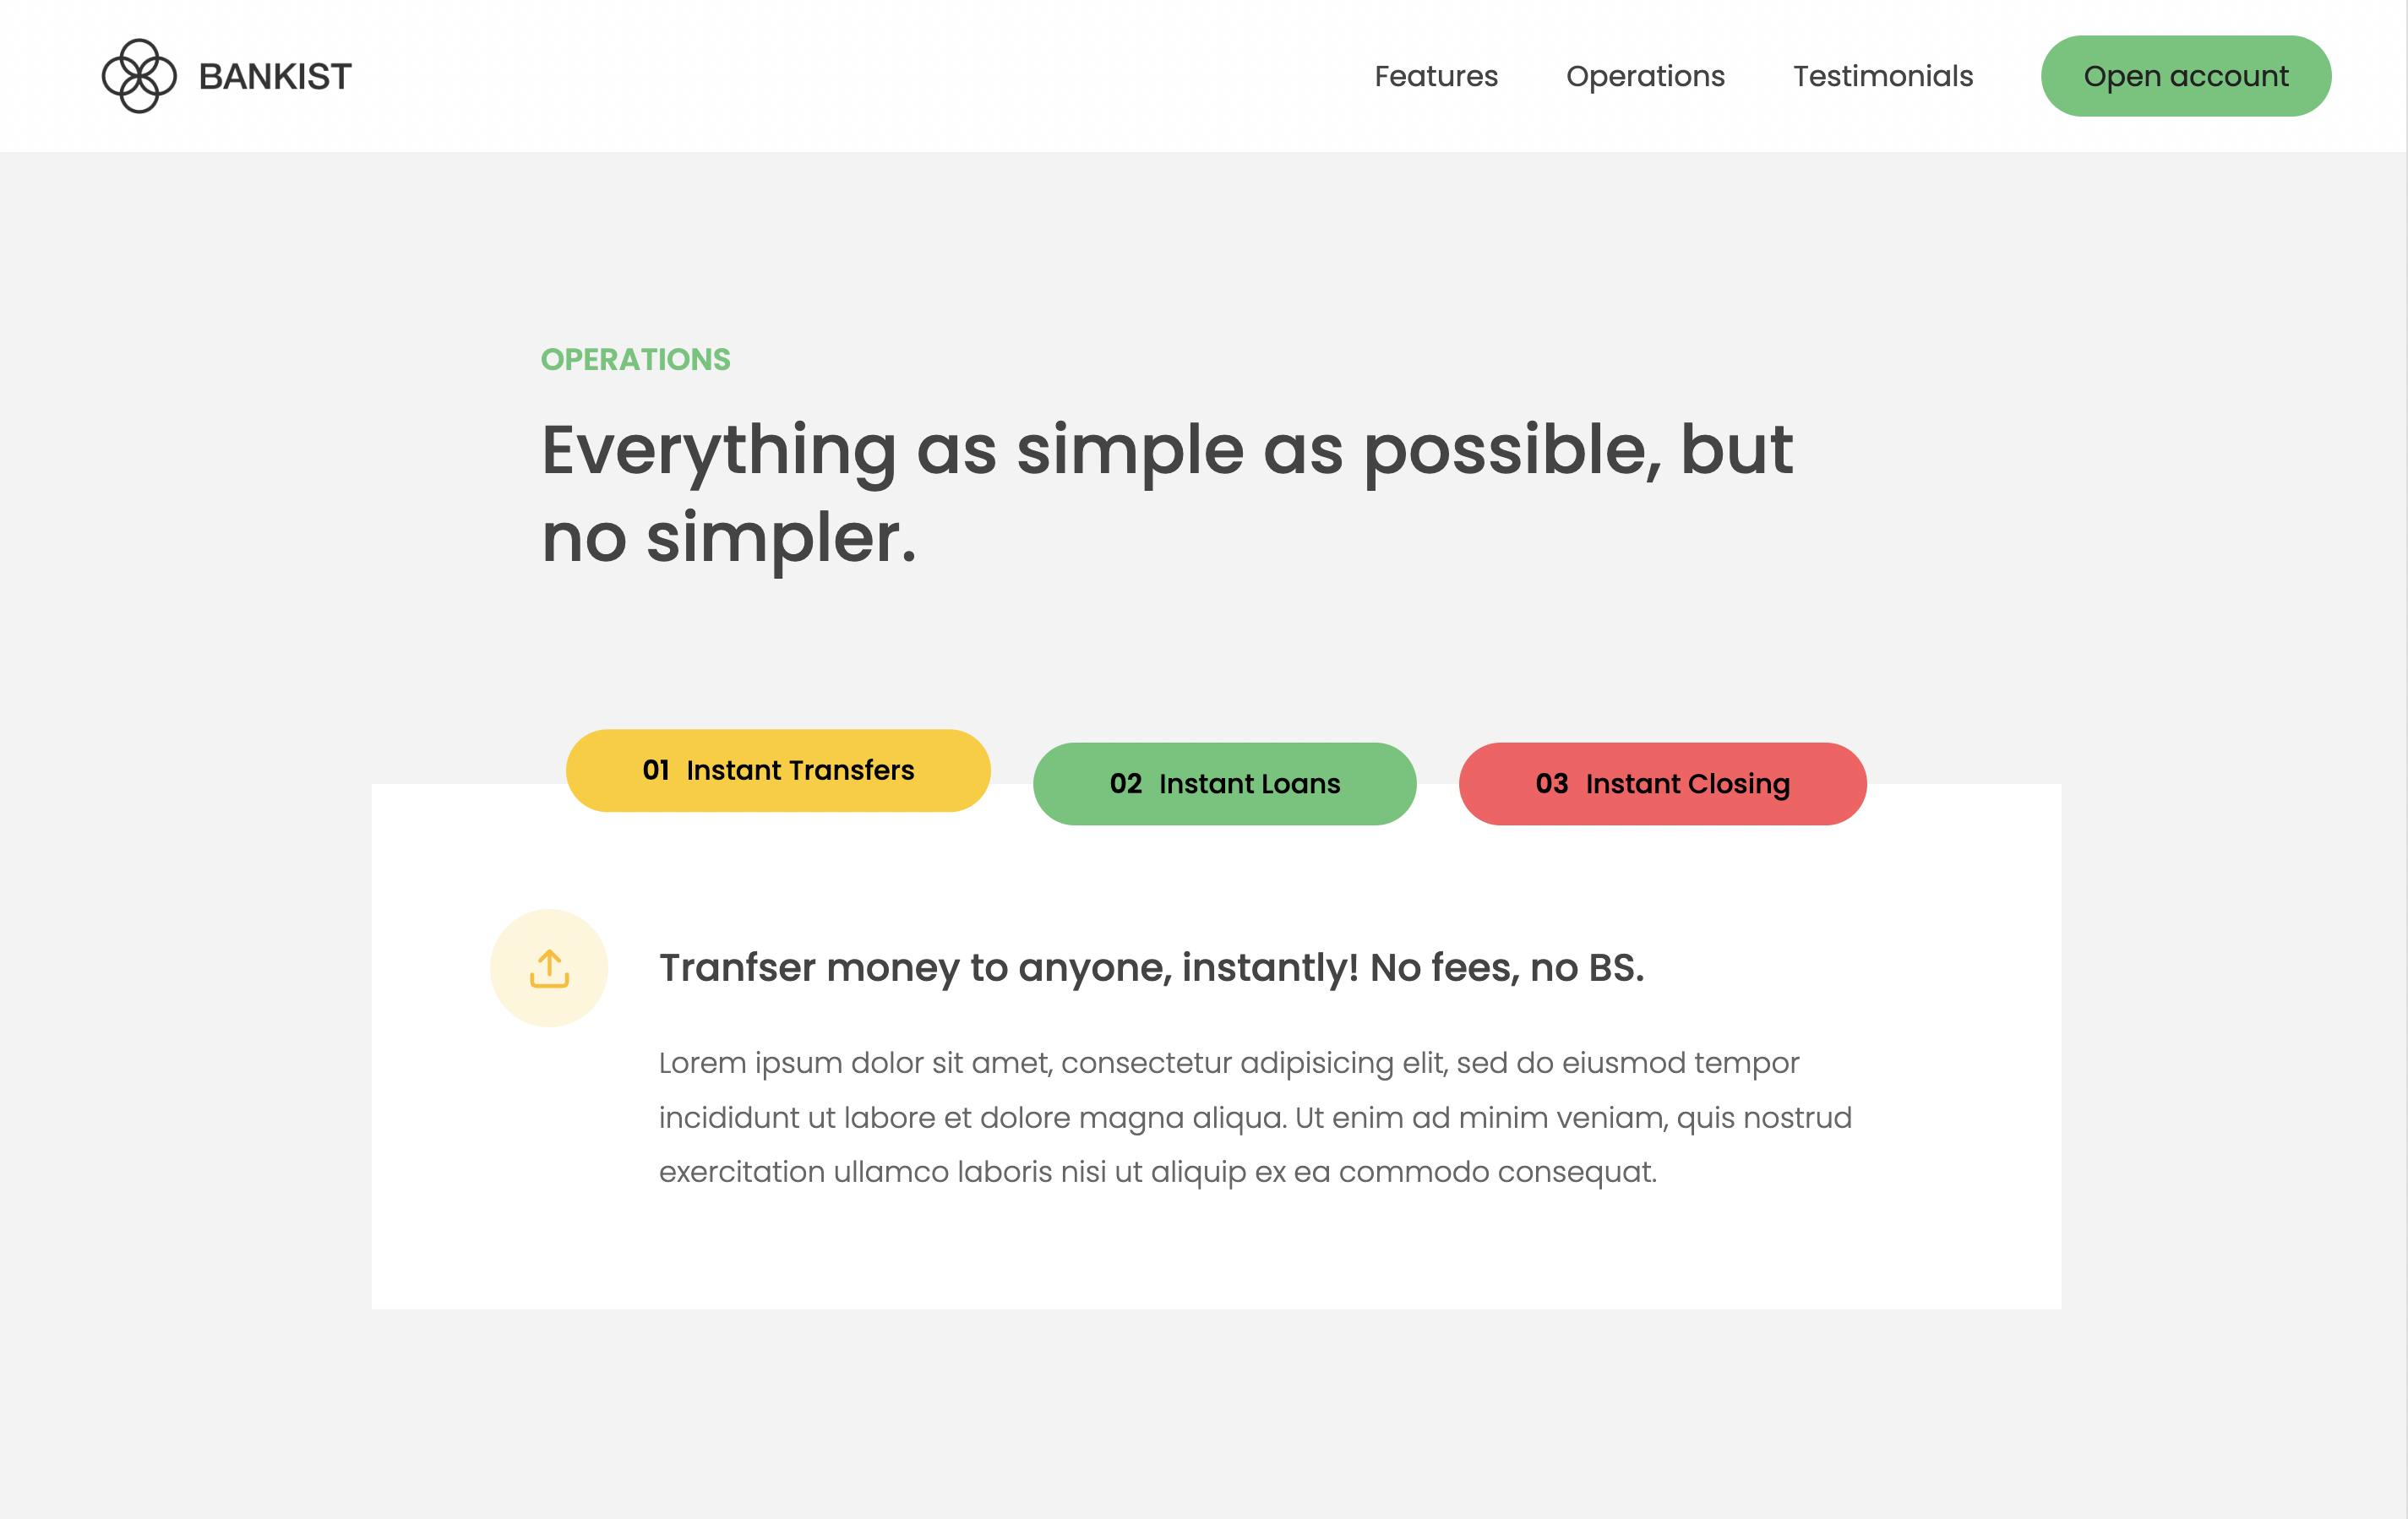 BANKIST
Features
Operations
Testimonials
Open account
OPERATIONS
Everything as simple as possible, but
no simpler.
01 Instant Transfers
02 Instant Loans
03 Instant Closing
Tranfser money to anyone, instantly! No fees, no BS.
Lorem ipsum dolor sit amet, consectetur adipisicing elit, sed do eiusmod tempor
incididunt ut labore et dolore magna aliqua. Ut enim ad minim veniam, quis nostrud
exercitation ullamco laboris nisi ut aliquip ex ea commodo consequat.